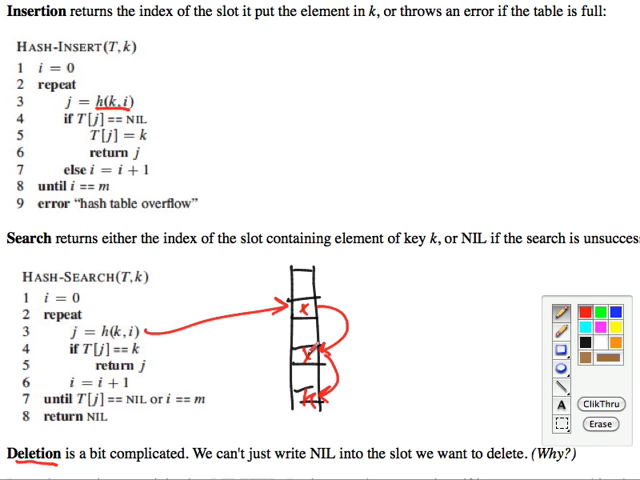 Insertion returns the index of the slot it put the element in k, or throws an error if the table is full:
HASH-INSERT(T, k)
1 i = 0
2 repeat
3 j = h(k,i)
4 if T[j] == NIL
5 T[j] = k
6 return j
7 else i = i + 1
8 until i == m
9 error “hash table overflow”
Search returns either the index of the slot containing element of key k, or NIL if the search is unsucces
HASH-SEARCH(T, k)
1 i = 0
2 repeat
3 j = h(k,i)
4 if T[j] == k
5 return j
6 i = i + 1
7 until T[j] == NIL or i == m
8 return NIL
x
k
A
ClikThru
Erase
Deletion is a bit complicated. We can't just write NIL into the slot we want to delete. (Why?)